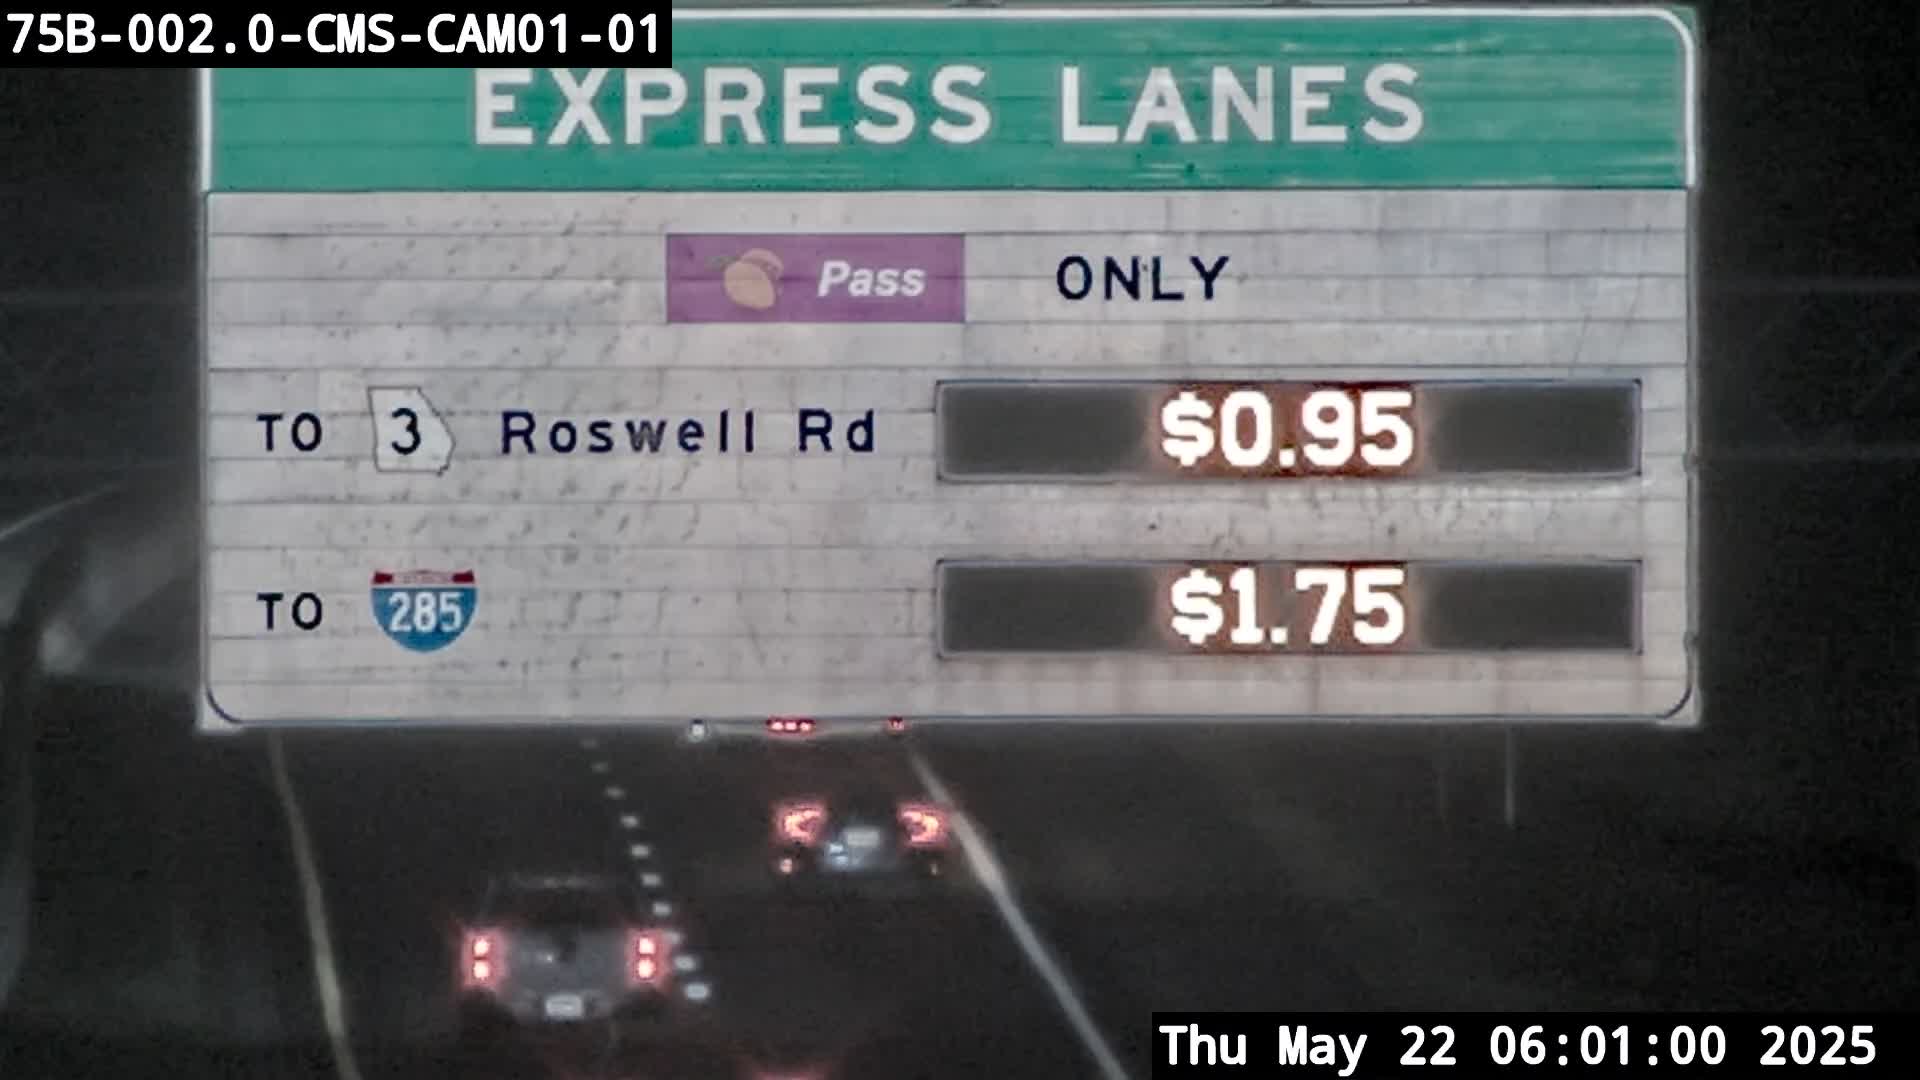 75B-002.0-CMS-CAM01-01
EXPRESS LANES
Pass ONLY
TO 3 Roswell Rd $0.95
TO 285 $1.75
Thu May 22 06:01:00 2025